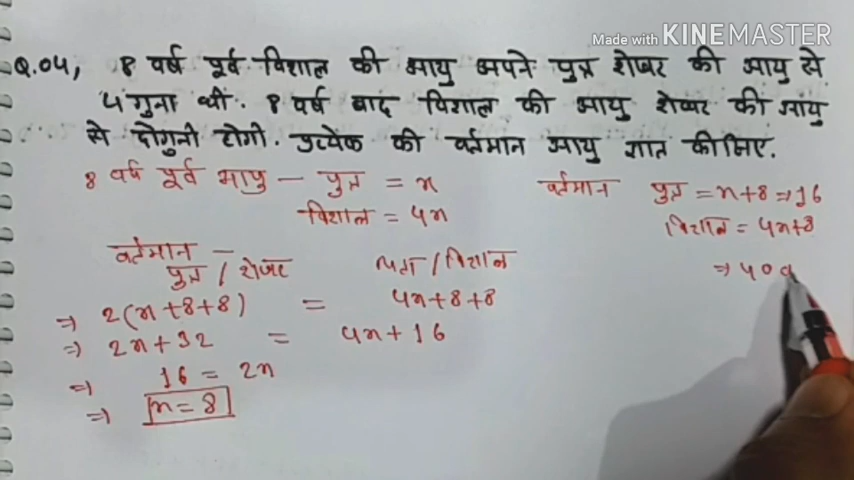 Made with KINEMASTER
Q.04, 8 वर्ष पूर्व विशाल की आयु अपने पुत्र शेखर की आयु से
4 गुना थी. 8 वर्ष बाद विशाल की आयु शेखर की आयु
से दोगुनी होगी. प्रत्येक की वर्तमान आयु ज्ञात कीजिए.
8 वर्ष पूर्व आयु - पुत्र = x
विशाल = 4x
वर्तमान -
पुत्र / शेखर पिता / विशाल
⇒ 2(x+8+8) = 4x+8+8
⇒ 2x+32 = 4x+16
⇒ 16 = 2x
⇒ x = 8
वर्तमान पुत्र = x+8 ⇒ 16
विशाल = 4x+8
⇒ 40